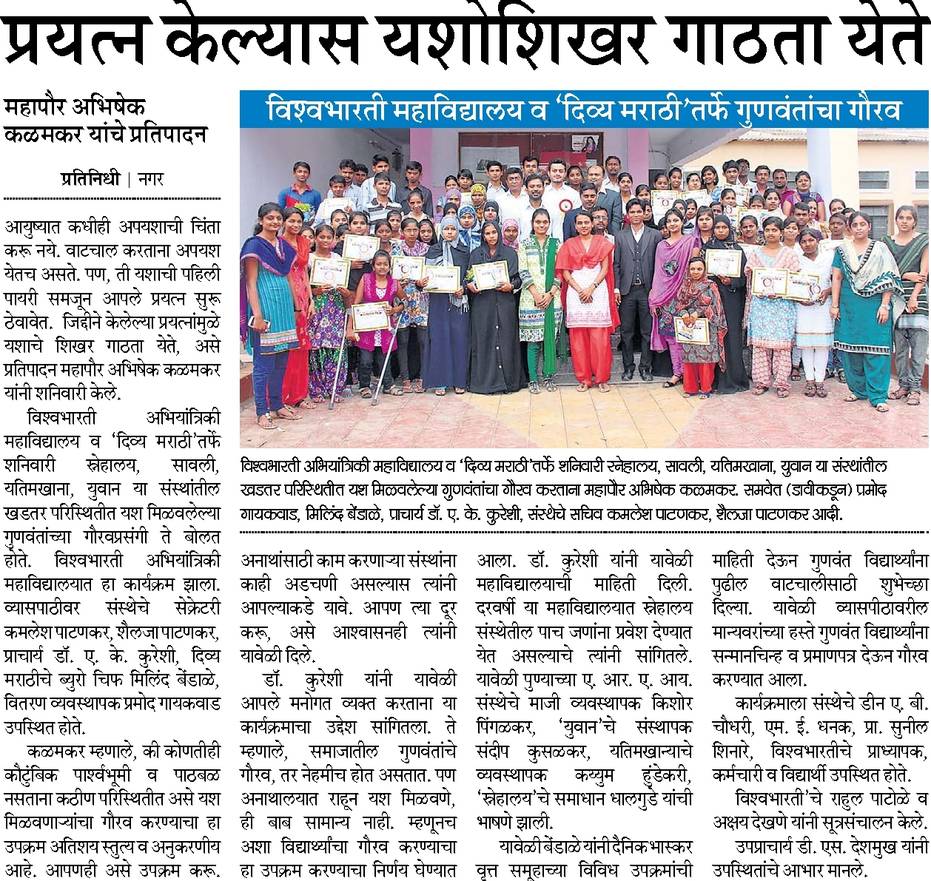 प्रयत्न केल्यास यशोशिखर गाठता येते
महापौर अभिषेक
कळमकर यांचे प्रतिपादन
प्रतिनिधी | नगर
आयुष्यात कधीही अपयशाची चिंता
करू नये. वाटचाल करताना अपयश
येतच असते. पण, ती यशाची पहिली
पायरी समजून आपले प्रयत्न सुरू
ठेवावेत. जिद्दीने केलेल्या प्रयत्नांमुळे
यशाचे शिखर गाठता येते, असे
प्रतिपादन महापौर अभिषेक कळमकर
यांनी शनिवारी केले.
विश्वभारती अभियांत्रिकी
महाविद्यालय व ‘दिव्य मराठी’तर्फे
शनिवारी स्नेहालय, सावली,
यतिमखाना, युवान या संस्थांतील
खडतर परिस्थितीत यश मिळवलेल्या
गुणवंतांच्या गौरवप्रसंगी ते बोलत
होते. विश्वभारती अभियांत्रिकी
महाविद्यालयात हा कार्यक्रम झाला.
व्यासपाठीवर संस्थेचे सेक्रेटरी
कमलेश पाटणकर, शैलजा पाटणकर,
प्राचार्य डॉ. ए. के. कुरेशी, दिव्य
मराठीचे ब्युरो चिफ मिलिंद बेंडाळे,
वितरण व्यवस्थापक प्रमोद गायकवाड
उपस्थित होते.
कळमकर म्हणाले, की कोणतीही
कौटुंबिक पार्श्वभूमी व पाठबळ
नसताना कठीण परिस्थितीत असे यश
मिळवणाऱ्यांचा गौरव करण्याचा हा
उपक्रम अतिशय स्तुत्य व अनुकरणीय
आहे. आपणही असे उपक्रम करू.
विश्वभारती महाविद्यालय व ‘दिव्य मराठी’तर्फे गुणवंतांचा गौरव
विश्वभारती अभियांत्रिकी महाविद्यालय व ‘दिव्य मराठी’तर्फे शनिवारी स्नेहालय, सावली, यतिमखाना, युवान या संस्थांतील
खडतर परिस्थितीत यश मिळवलेल्या गुणवंतांचा गौरव करताना महापौर अभिषेक कळमकर. समवेत (डावीकडून) प्रमोद
गायकवाड, मिलिंद बेंडाळे, प्राचार्य डॉ. ए. के. कुरेशी, संस्थेचे सचिव कमलेश पाटणकर, शैलजा पाटणकर आदी.
अनाथांसाठी काम करणाऱ्या संस्थांना
काही अडचणी असल्यास त्यांनी
आपल्याकडे यावे. आपण त्या दूर
करू, असे आश्वासनही त्यांनी
यावेळी दिले.
डॉ. कुरेशी यांनी यावेळी
आपले मनोगत व्यक्त करताना या
कार्यक्रमाचा उद्देश सांगितला. ते
म्हणाले, समाजातील गुणवंतांचे
गौरव, तर नेहमीच होत असतात. पण
अनाथालयात राहून यश मिळवणे,
ही बाब सामान्य नाही. म्हणूनच
अशा विद्यार्थ्यांचा गौरव करण्याचा
हा उपक्रम करण्याचा निर्णय घेण्यात
आला. डॉ. कुरेशी यांनी यावेळी
महाविद्यालयाची माहिती दिली.
दरवर्षी या महाविद्यालयात स्नेहालय
संस्थेतील पाच जणांना प्रवेश देण्यात
येत असल्याचे त्यांनी सांगितले.
यावेळी पुण्याच्या ए. आर. ए. आय.
संस्थेचे माजी व्यवस्थापक किशोर
पिंगळकर, ‘युवान’चे संस्थापक
संदीप कुसळकर, यतिमखान्याचे
व्यवस्थापक कय्युम हुंडेकरी,
‘स्नेहालय’चे समाधान धालगुडे यांची
भाषणे झाली.
यावेळी बेंडाळे यांनी दैनिक भास्कर
वृत्त समूहाच्या विविध उपक्रमांची
माहिती देऊन गुणवंत विद्यार्थ्यांना
पुढील वाटचालीसाठी शुभेच्छा
दिल्या. यावेळी व्यासपीठावरील
मान्यवरांच्या हस्ते गुणवंत विद्यार्थ्यांना
सन्मानचिन्ह व प्रमाणपत्र देऊन गौरव
करण्यात आला.
कार्यक्रमाला संस्थेचे डीन ए. बी.
चौधरी, एम. ई. धनक, प्रा. सुनील
शिनारे, विश्वभारतीचे प्राध्यापक,
कर्मचारी व विद्यार्थी उपस्थित होते.
विश्वभारती’चे राहुल पाटोळे व
अक्षय देखणे यांनी सूत्रसंचालन केले.
उपप्राचार्य डी. एस. देशमुख यांनी
उपस्थितांचे आभार मानले.